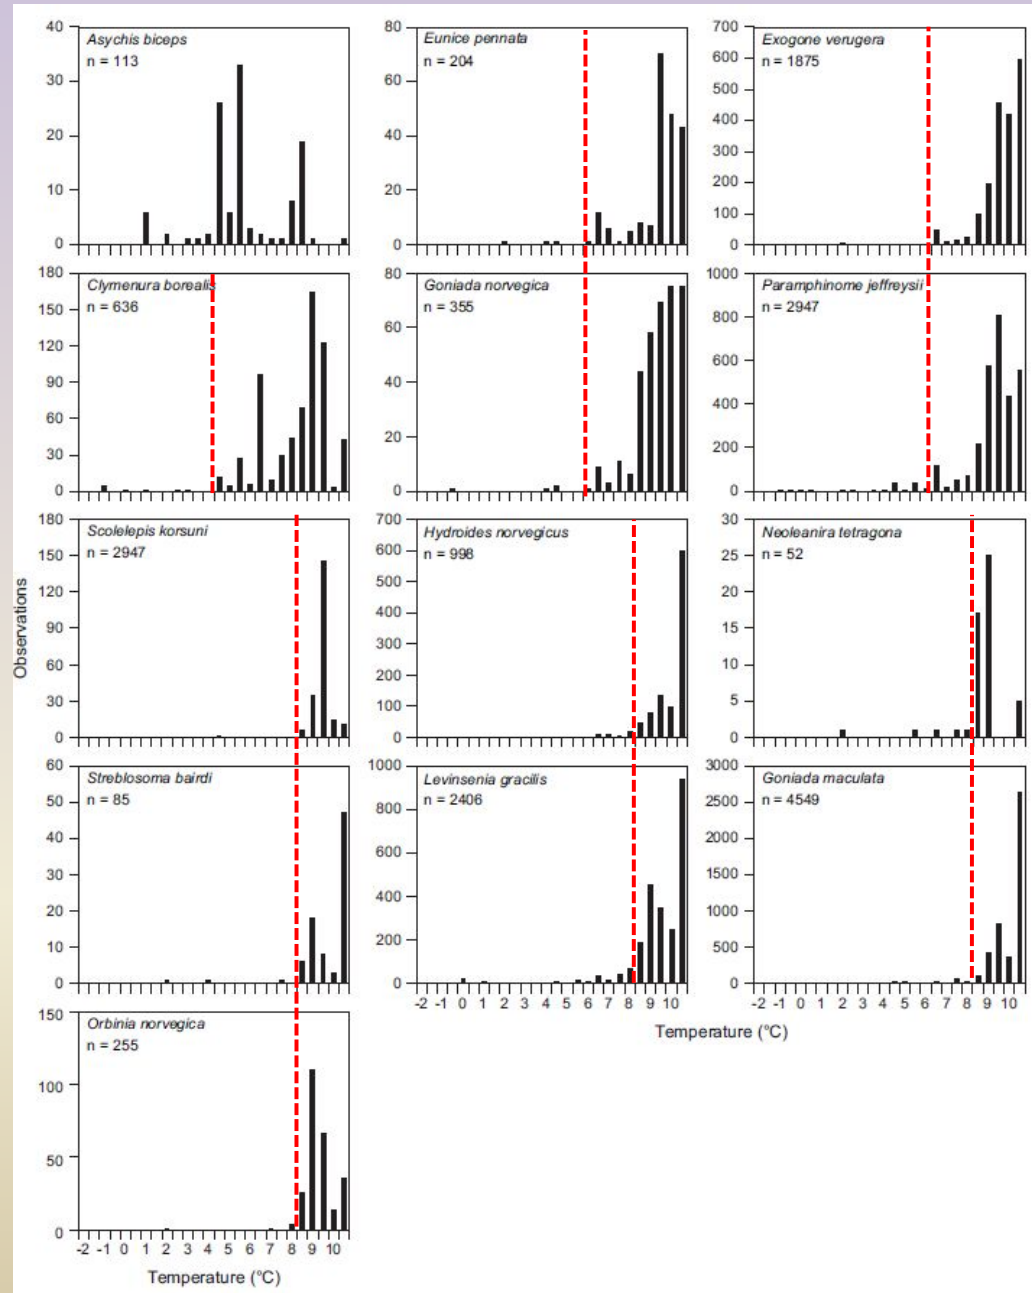 Observations
40
30
20
10
0
Asychis biceps
n = 113
80
60
40
20
0
Eunice pennata
n = 204
700
600
500
400
300
200
100
0
Exogone verugera
n = 1875
180
150
120
90
60
30
0
Clymenura borealis
n = 636
80
60
40
20
0
Goniada norvegica
n = 355
1000
800
600
400
200
0
Paramphinome jeffreysii
n = 2947
180
150
120
90
60
30
0
Scolelepis korsuni
n = 2947
700
600
500
400
300
200
100
0
Hydroides norvegicus
n = 998
30
25
20
15
10
5
0
Neoleanira tetragona
n = 52
60
50
40
30
20
10
0
Streblosoma bairdi
n = 85
1000
800
600
400
200
0
Levinsenia gracilis
n = 2406
-2 -1 0 1 2 3 4 5 6 7 8 9 10
3000
2500
2000
1500
1000
500
0
Goniada maculata
n = 4549
-2 -1 0 1 2 3 4 5 6 7 8 9 10
Temperature (°C)
150
100
50
0
Orbinia norvegica
n = 255
-2 -1 0 1 2 3 4 5 6 7 8 9 10
Temperature (°C)